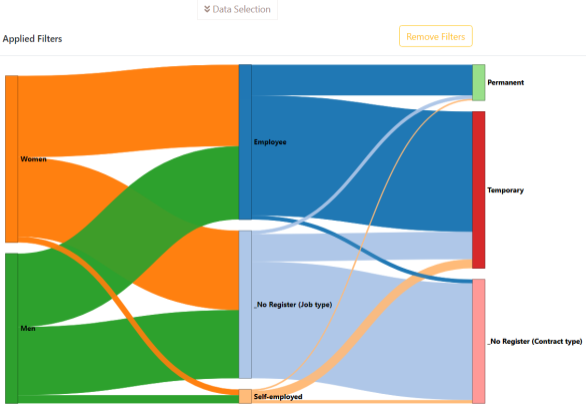 Data Selection
Applied Filters
Remove Filters
Permanent
Employee
Women
Temporary
_No Register (Job type)
Men
_No Register (Contract type)
Self-employed